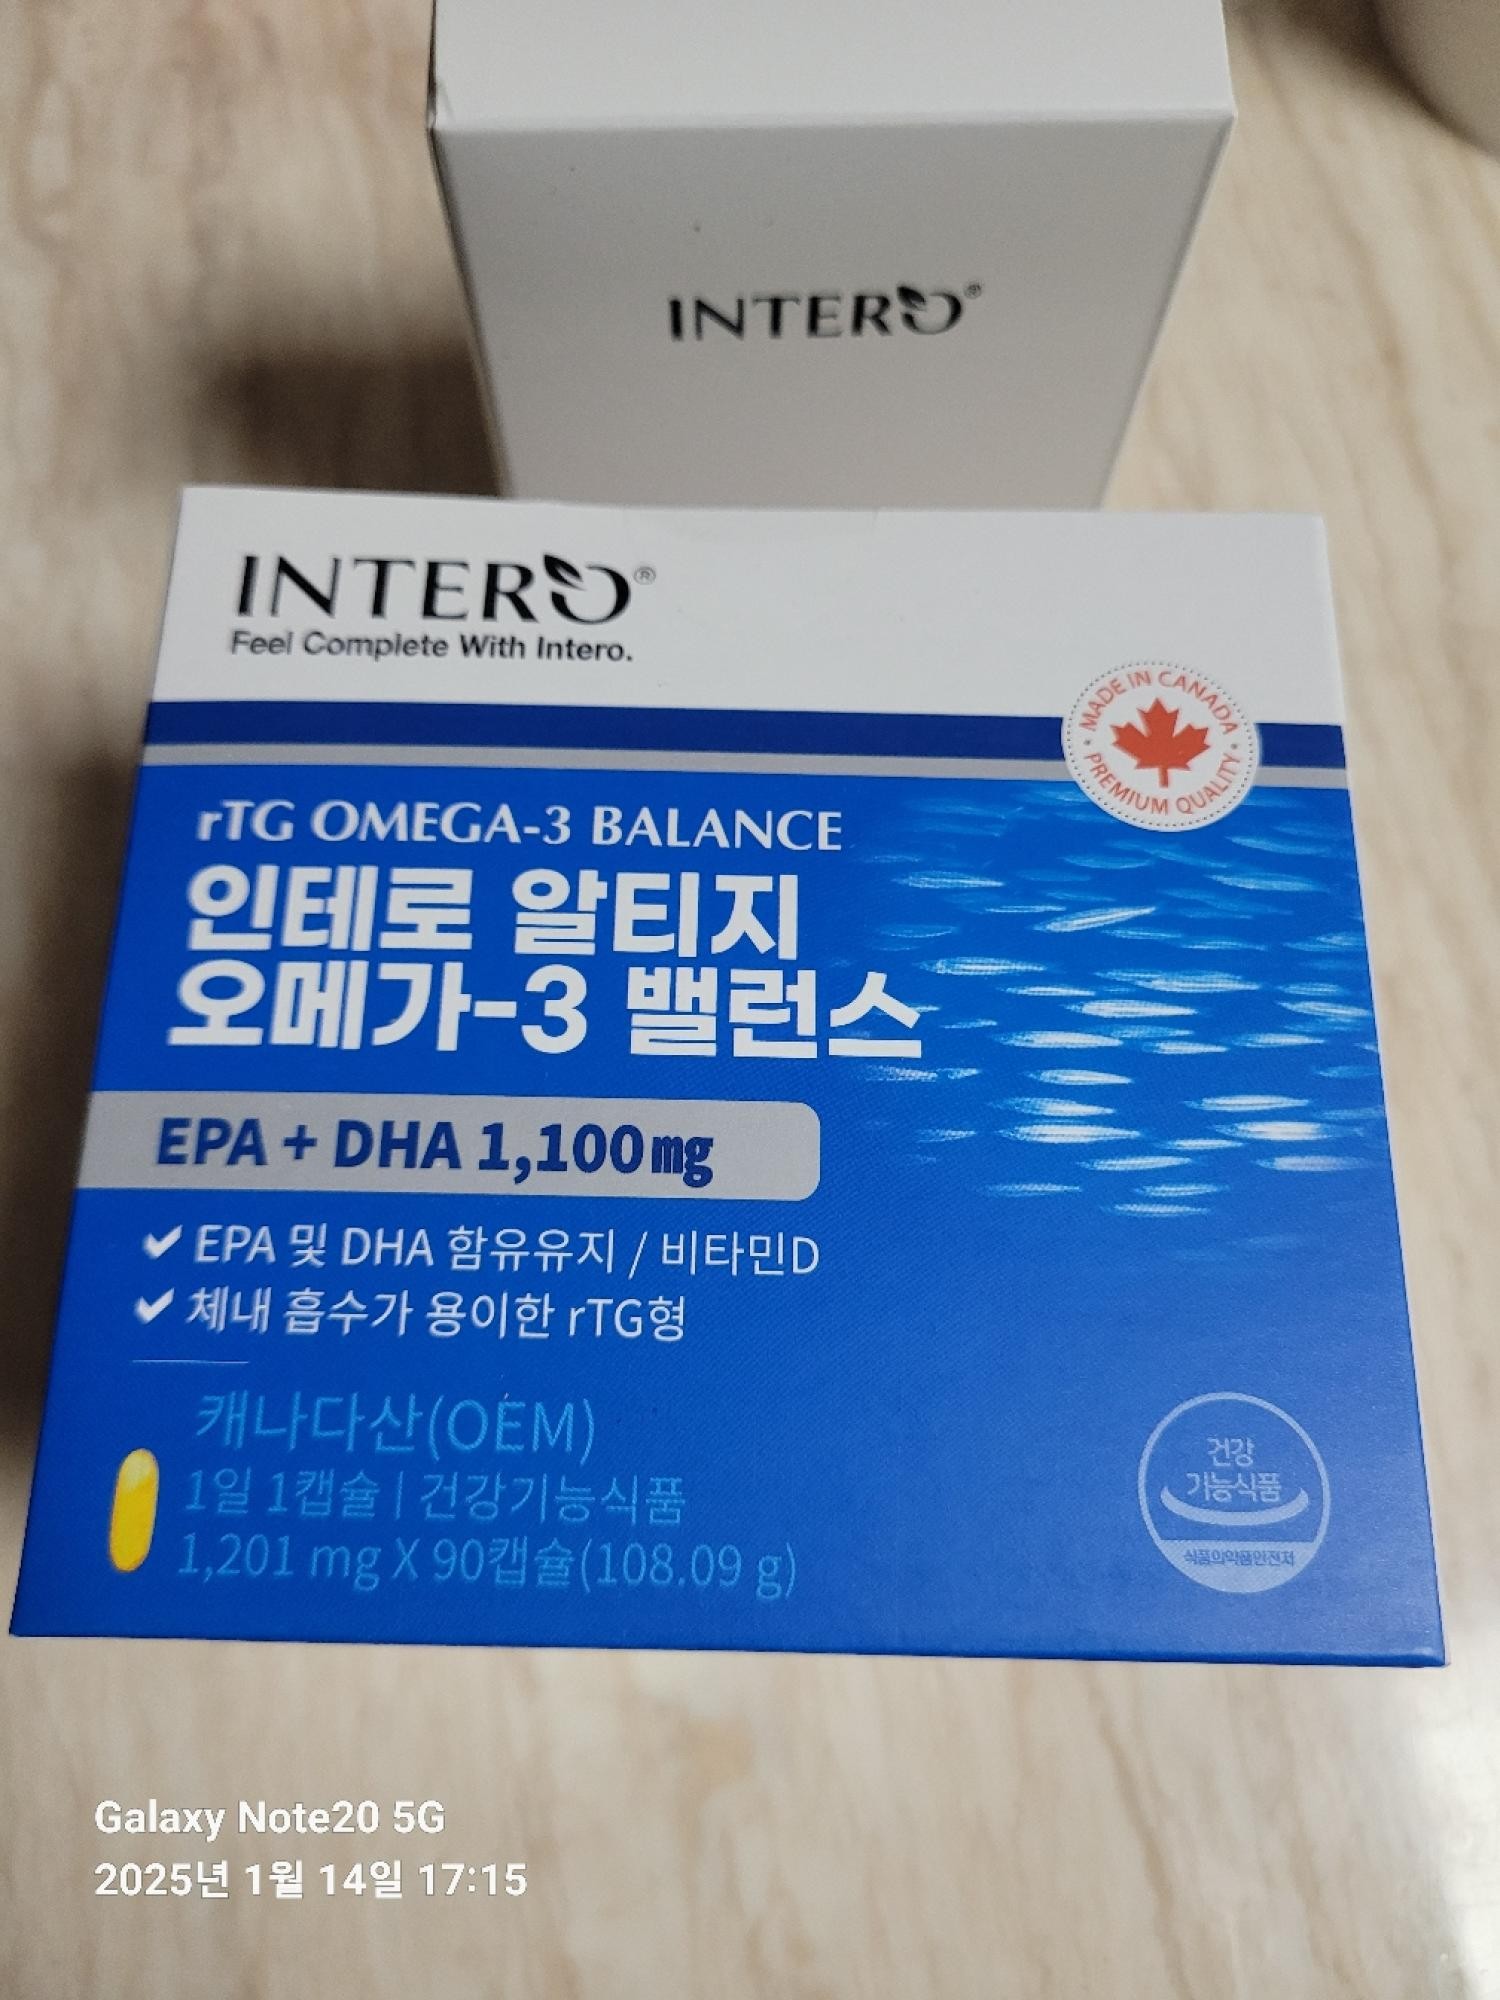 INTERO®
INTERO®
Feel Complete With Intero.
MADE IN CANADA
PREMIUM QUALITY
rTG OMEGA-3 BALANCE
인테로 알티지
오메가-3 밸런스
EPA + DHA 1,100㎎
EPA 및 DHA 함유유지 / 비타민D
체내 흡수가 용이한 rTG형
캐나다산(OEM)
1일 1캡슐 | 건강기능식품
1,201 mg X 90캡슐(108.09 g)
건강
기능식품
식품의약품안전처
Galaxy Note20 5G
2025년 1월 14일 17:15